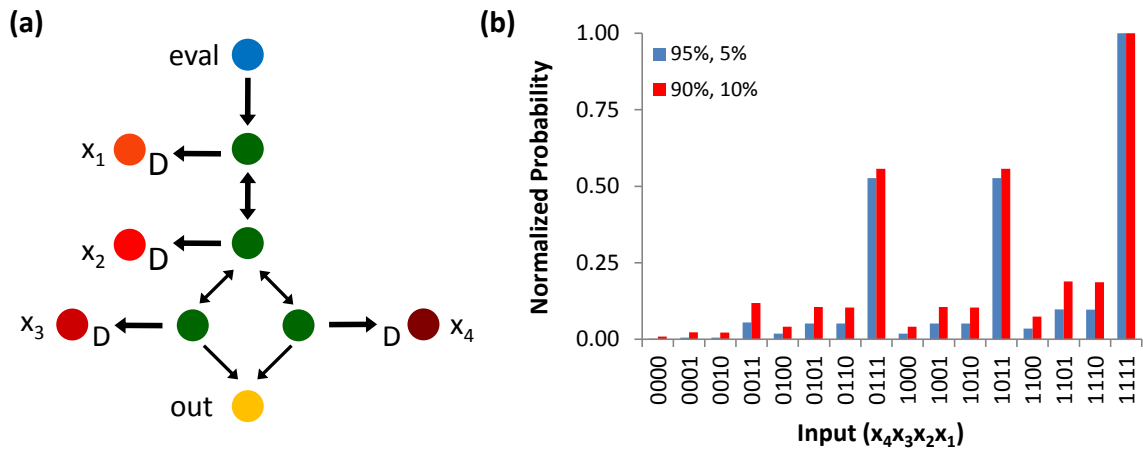 (a)
eval
x₁
D
x₂
D
x₃
D
D
x₄
out
(b)
Normalized Probability
1.00
0.75
0.50
0.25
0.00
95%, 5%
90%, 10%
0000
0001
0010
0011
0100
0101
0110
0111
1000
1001
1010
1011
1100
1101
1110
1111
Input (x₄x₃x₂x₁)